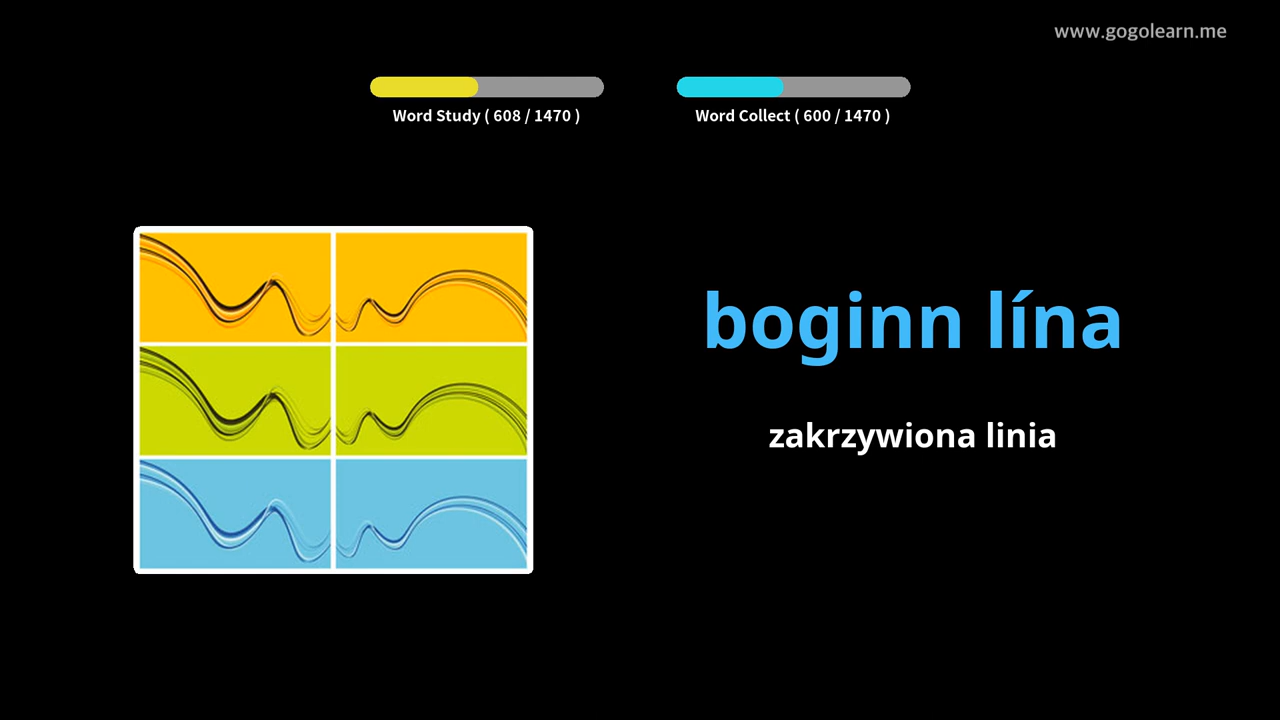 www.gogolearn.me
Word Study ( 608 / 1470 )
Word Collect ( 600 / 1470 )
boginn lína
zakrzywiona linia